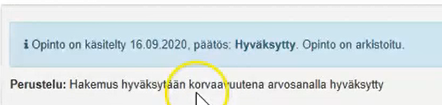 Opinto on käsitelty 16.09.2020, päätös: Hyväksytty. Opinto on arkistoitu.
Perustelu: Hakemus hyväksytään korvaavuutena arvosanalla hyväksytty